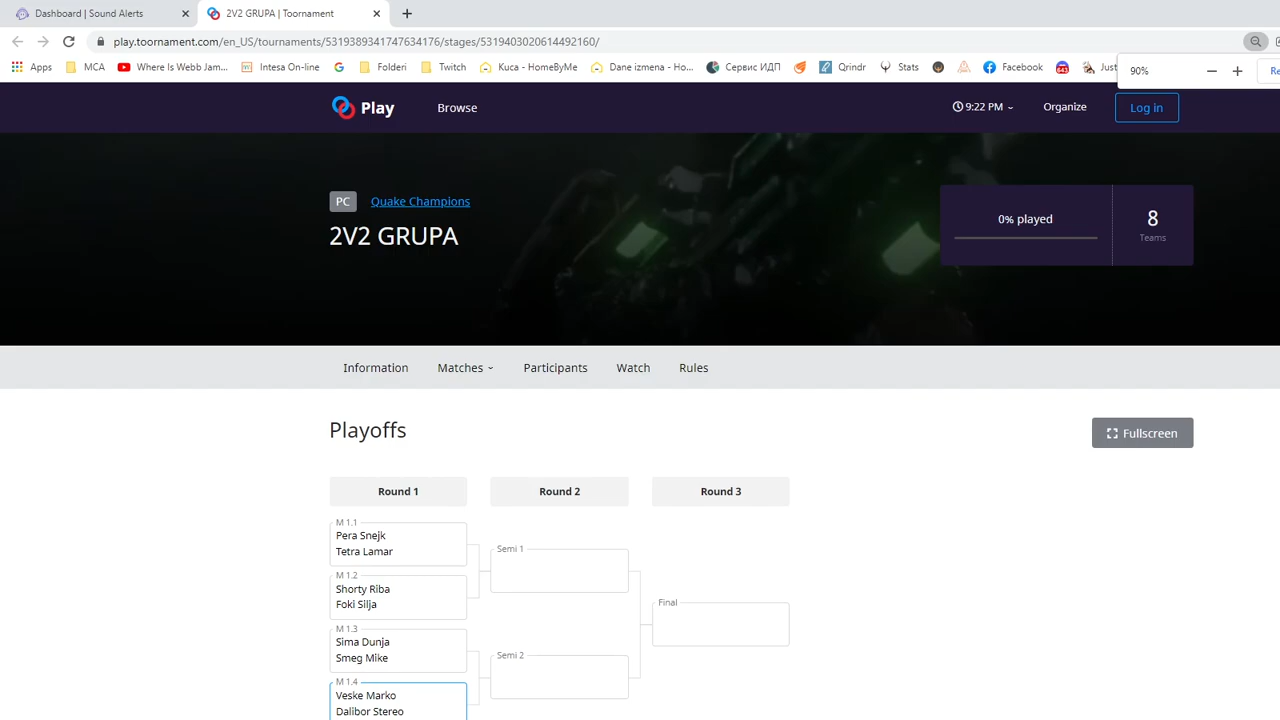 Dashboard | Sound Alerts
2V2 GRUPA | Toornament
play.toornament.com/en_US/tournaments/5319389341747634176/stages/5319403020614492160/
Apps MCA Where Is Webb Jam... Intesa On-line Folderi Twitch Kuca - HomeByMe Dane izmena - Ho... Сервис ИДП Qrindr Stats Facebook 643 Just
90% Re
Play Browse 9:22 PM Organize Log in
PC Quake Champions
2V2 GRUPA
0% played
8
Teams
Information Matches Participants Watch Rules
Playoffs
Fullscreen
Round 1 Round 2 Round 3
M 1.1
Pera Snejk
Tetra Lamar
M 1.2
Shorty Riba
Foki Silja
M 1.3
Sima Dunja
Smeg Mike
M 1.4
Veske Marko
Dalibor Stereo
Semi 1
Semi 2
Final